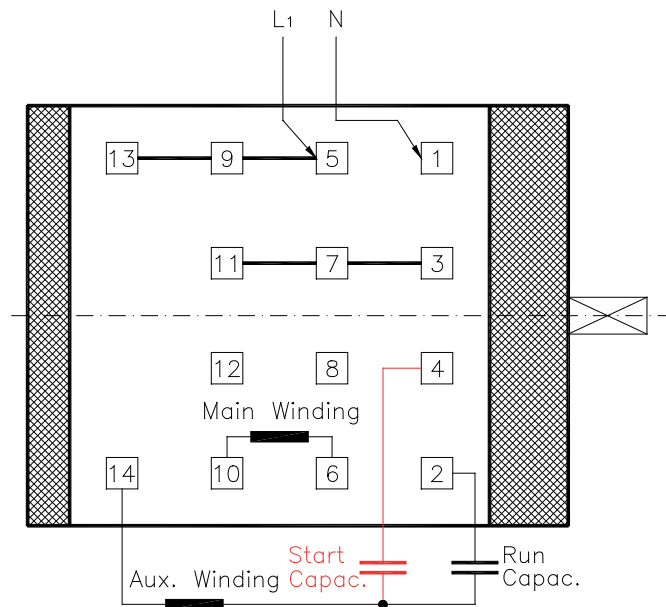 L1 N
13 9 5 1
11 7 3
12 8 4
Main Winding
14 10 6 2
Start
Capac.
Run
Capac.
Aux. Winding